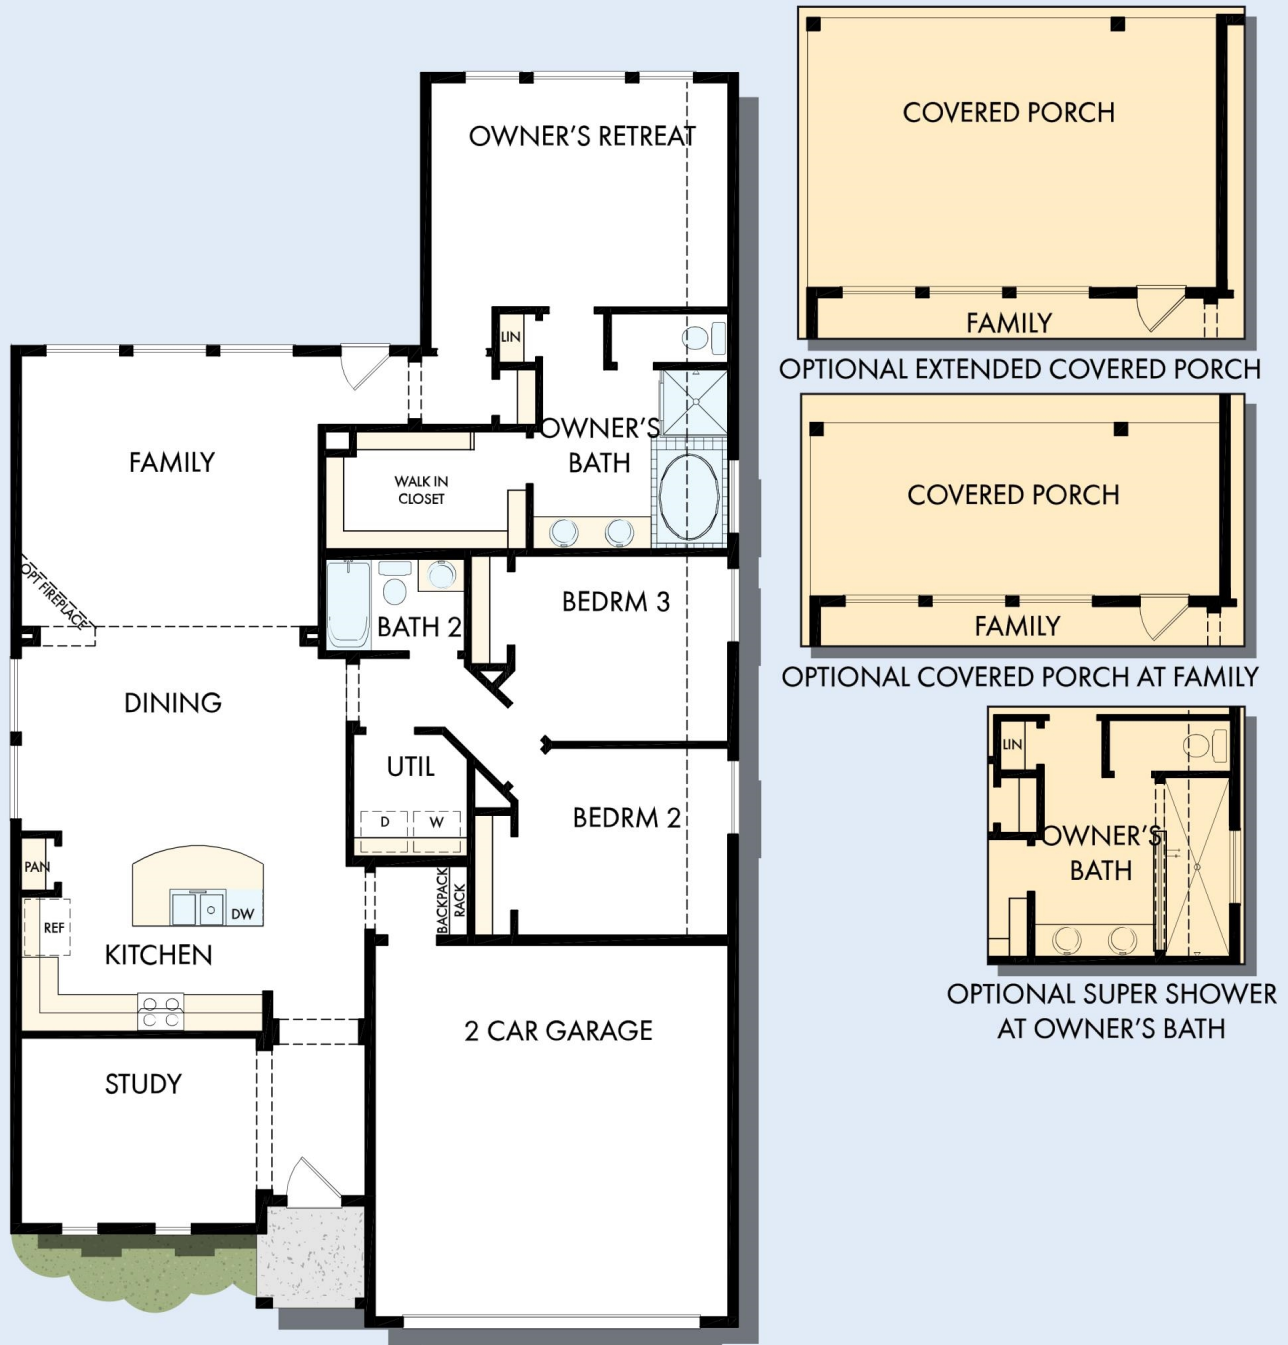 OWNER'S RETREAT
LIN
OWNER'S
BATH
FAMILY
WALK IN
CLOSET
OPT FIREPLACE
BATH 2
BEDRM 3
DINING
UTIL
D
W
BEDRM 2
PAN
REF
DW
BACKPACK
RACK
KITCHEN
2 CAR GARAGE
STUDY
COVERED PORCH
FAMILY
OPTIONAL EXTENDED COVERED PORCH
COVERED PORCH
FAMILY
OPTIONAL COVERED PORCH AT FAMILY
LIN
OWNER'S
BATH
OPTIONAL SUPER SHOWER
AT OWNER'S BATH